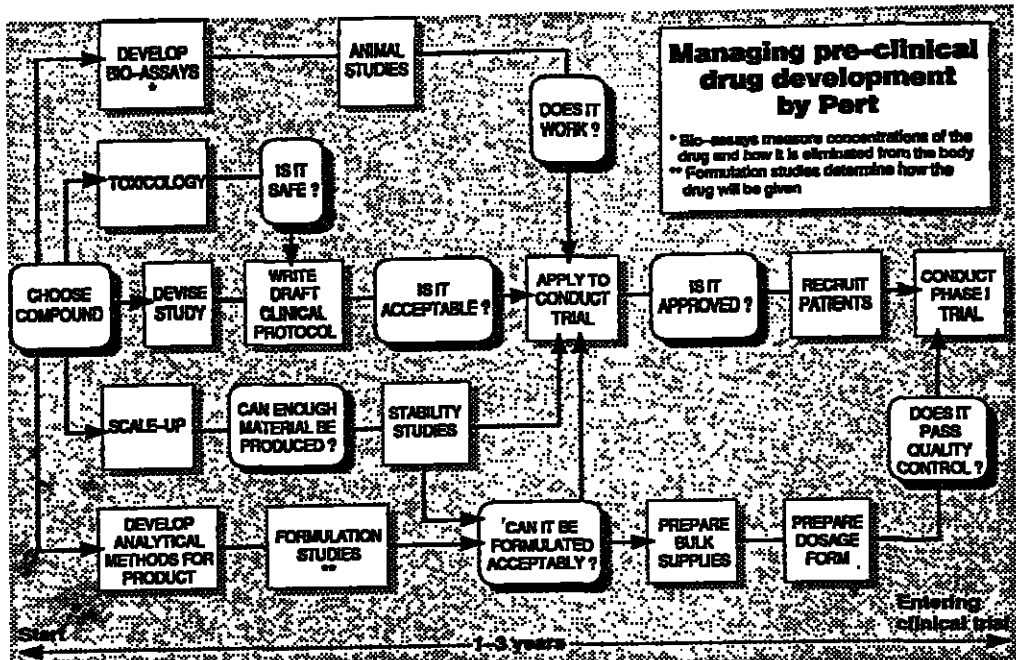 Managing pre-clinical
drug development
by Pert
* Bio-assays measure concentrations of the
drug and how it is eliminated from the body
** Formulation studies determine how the
drug will be given
DEVELOP
BIO-ASSAYS
*
ANIMAL
STUDIES
DOES IT
WORK ?
TOXICOLOGY
IS IT
SAFE ?
CHOOSE
COMPOUND
DEVISE
STUDY
WRITE
DRAFT
CLINICAL
PROTOCOL
IS IT
ACCEPTABLE ?
APPLY TO
CONDUCT
TRIAL
IS IT
APPROVED ?
RECRUIT
PATIENTS
CONDUCT
PHASE I
TRIAL
SCALE-UP
CAN ENOUGH
MATERIAL BE
PRODUCED ?
STABILITY
STUDIES
DOES IT
PASS
QUALITY
CONTROL ?
DEVELOP
ANALYTICAL
METHODS FOR
PRODUCT
FORMULATION
STUDIES
**
CAN IT BE
FORMULATED
ACCEPTABLY ?
PREPARE
BULK
SUPPLIES
PREPARE
DOSAGE
FORM
Start
1-3 years
Entering
clinical trial